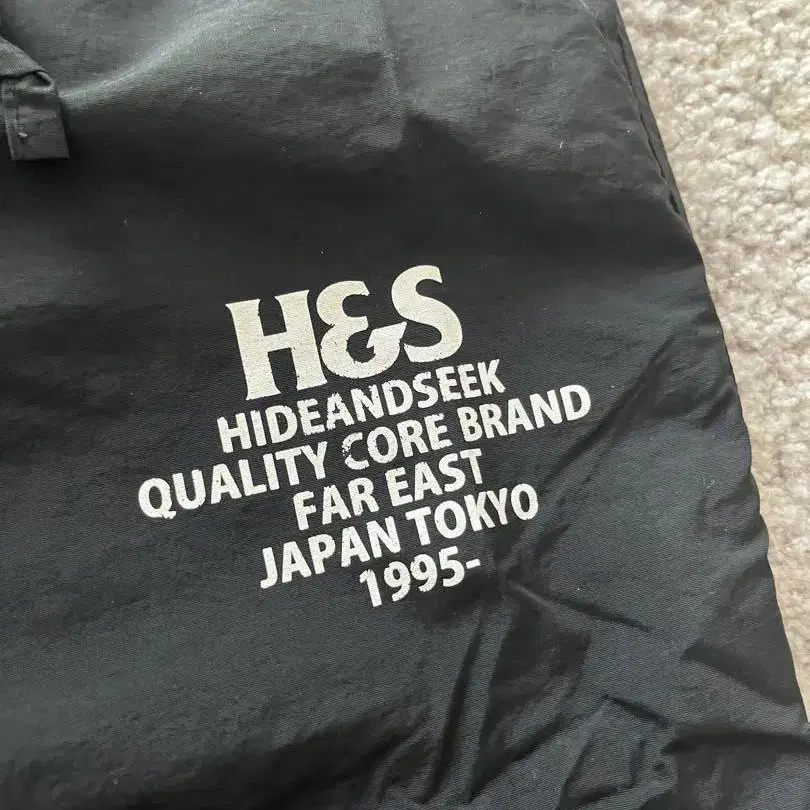 H&S
HIDEANDSEEK
QUALITY CORE BRAND
FAR EAST
JAPAN TOKYO
1995-